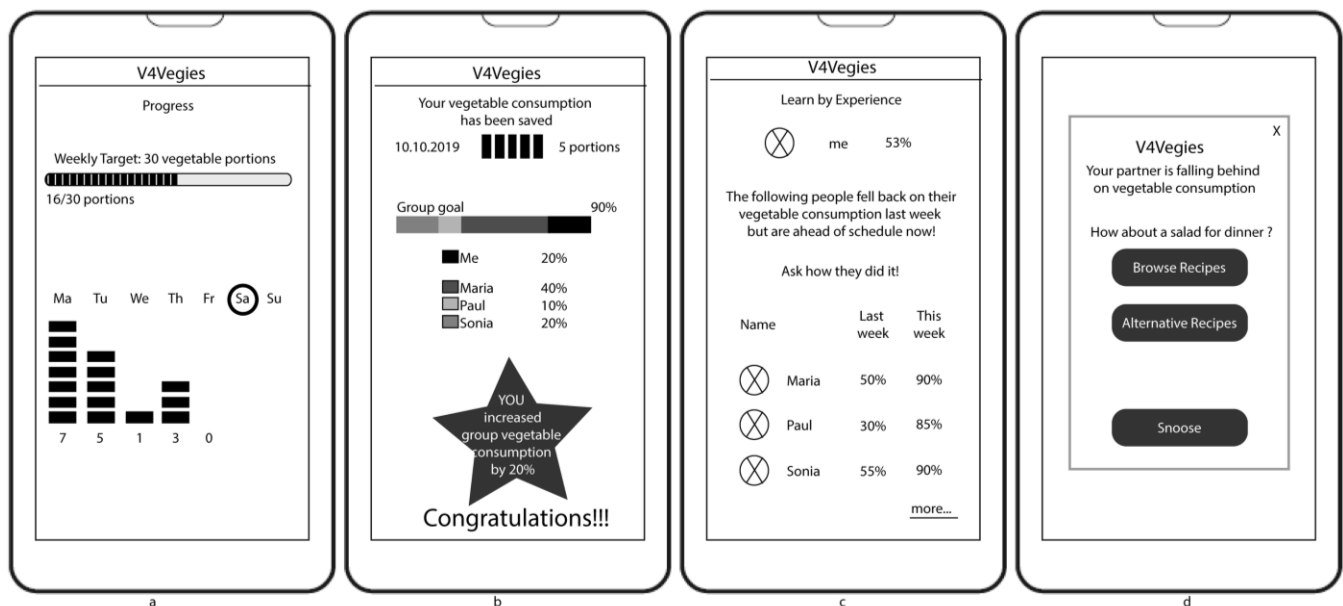 V4Vegies
Progress
Weekly Target: 30 vegetable portions
16/30 portions
Ma Tu We Th Fr Sa Su
7 5 1 3 0
a
V4Vegies
Your vegetable consumption
has been saved
10.10.2019 5 portions
Group goal 90%
Me 20%
Maria 40%
Paul 10%
Sonia 20%
YOU
increased
group vegetable
consumption
by 20%
Congratulations!!!
b
V4Vegies
Learn by Experience
me 53%
The following people fell back on their
vegetable consumption last week
but are ahead of schedule now!
Ask how they did it!
Name Last week This week
Maria 50% 90%
Paul 30% 85%
Sonia 55% 90%
more...
c
X
V4Vegies
Your partner is falling behind
on vegetable consumption
How about a salad for dinner ?
Browse Recipes
Alternative Recipes
Snoose
d